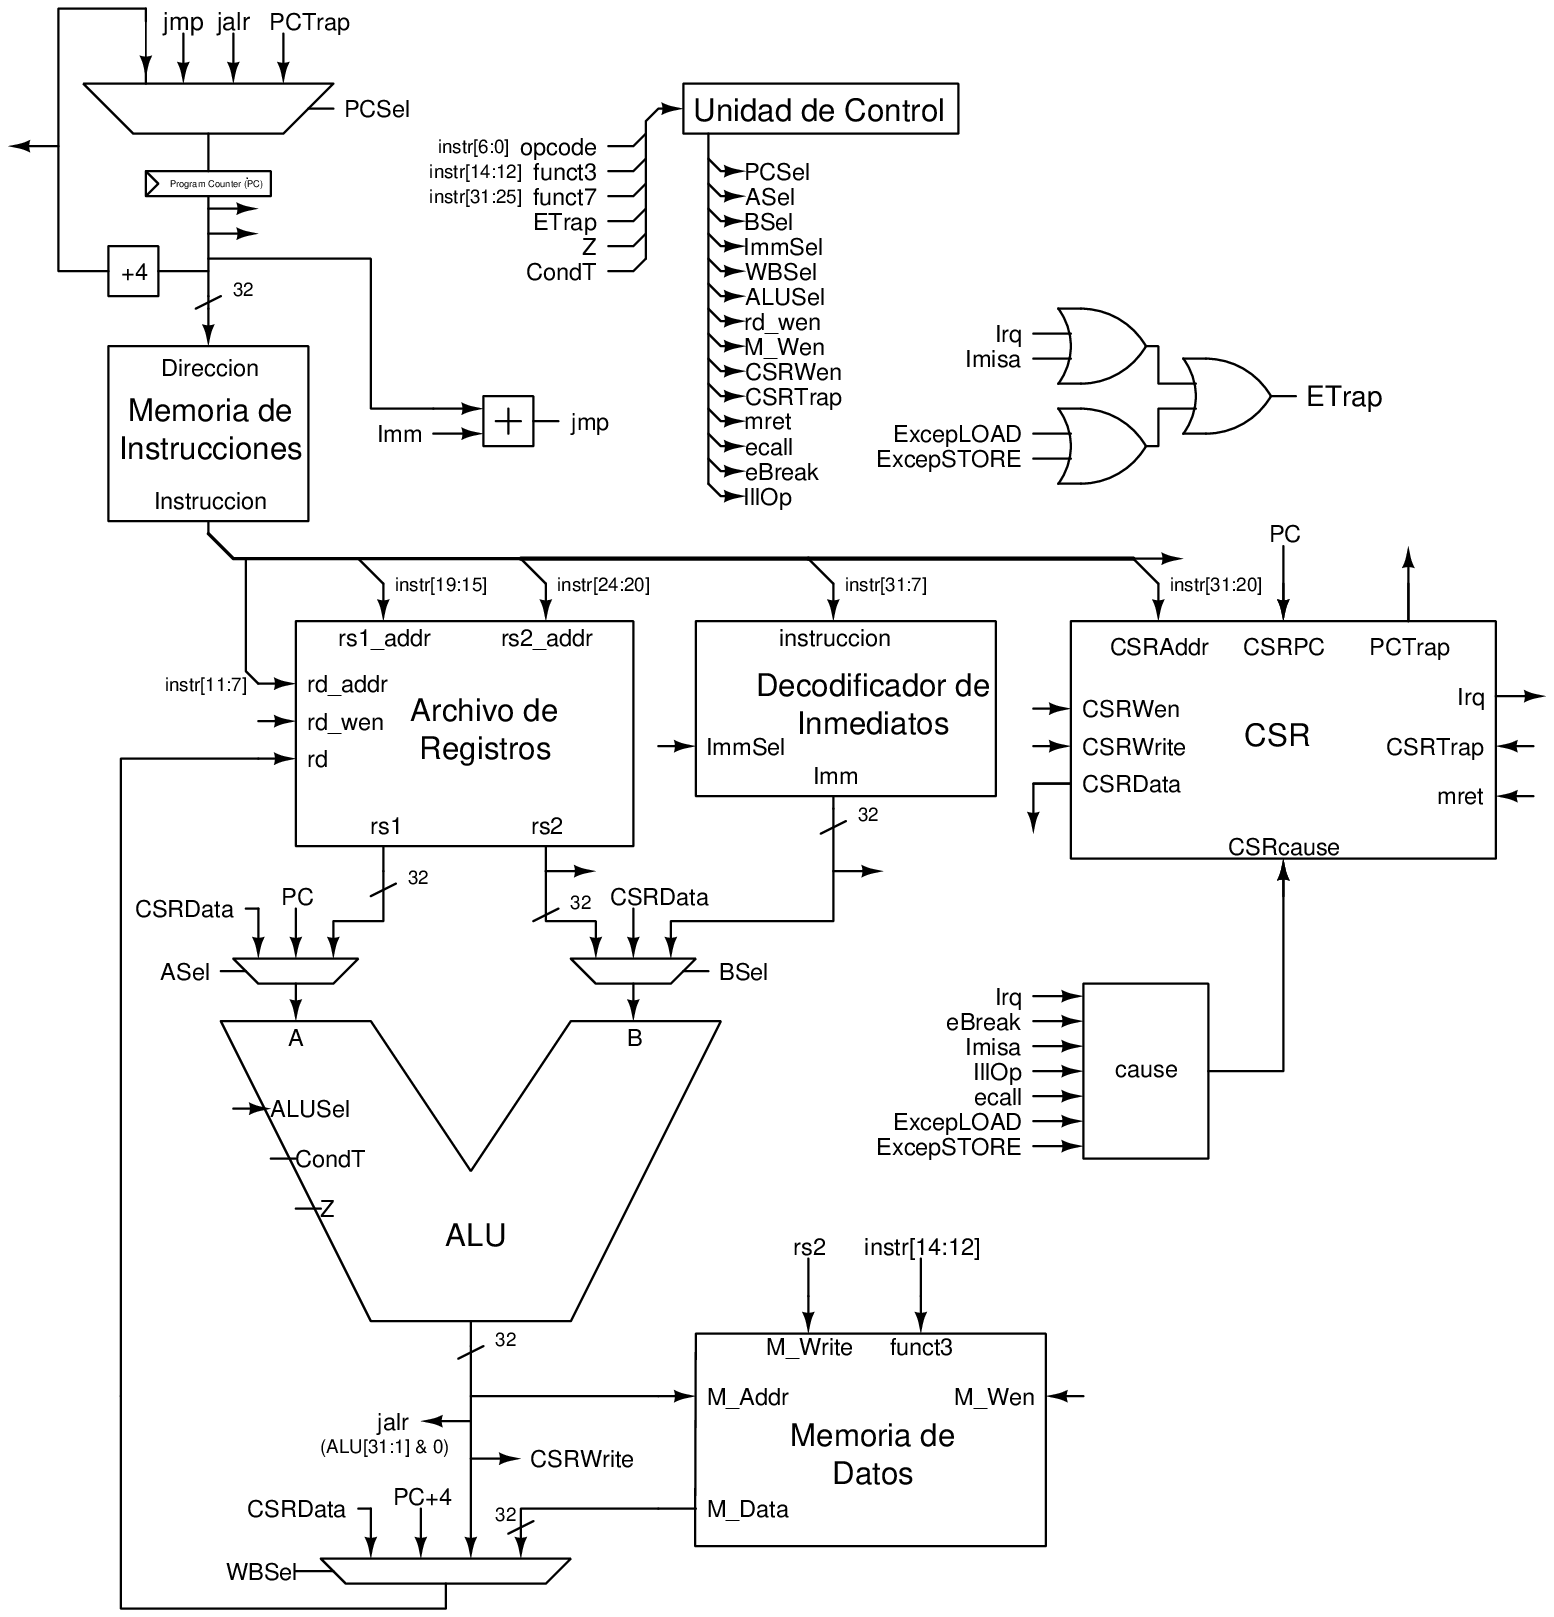 jmp jalr PCTrap
PCSel
Program Counter (PC)
+4
32
Direccion
Memoria de
Instrucciones
Instruccion
Imm
+
jmp
Unidad de Control
instr[6:0] opcode
instr[14:12] funct3
instr[31:25] funct7
ETrap
Z
CondT
PCSel
ASel
BSel
ImmSel
WBSel
ALUSel
rd_wen
M_Wen
CSRWen
CSRTrap
mret
ecall
eBreak
IllOp
Irq
Imisa
ExcepLOAD
ExcepSTORE
ETrap
instr[19:15]
instr[24:20]
instr[31:7]
instr[31:20]
PC
instr[11:7]
rs1_addr rs2_addr
rd_addr
rd_wen
rd
Archivo de
Registros
rs1 rs2
instruccion
Decodificador de
Inmediatos
ImmSel
Imm
32
CSRAddr CSRPC PCTrap
CSRWen
CSRWrite
CSRData
CSR
Irq
CSRTrap
mret
CSRcause
32
CSRData PC
ASel
32
CSRData
BSel
A B
ALUSel
CondT
Z
ALU
Irq
eBreak
Imisa
IllOp
ecall
ExcepLOAD
ExcepSTORE
cause
32
jalr
(ALU[31:1] & 0)
CSRWrite
rs2 instr[14:12]
M_Write funct3
M_Addr M_Wen
Memoria de
Datos
M_Data
CSRData PC+4 32
WBSel